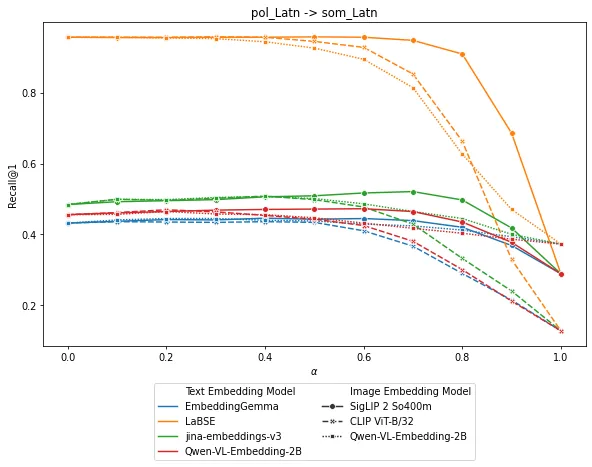 pol_Latn -> som_Latn
Recall@1
0.8
0.6
0.4
0.2
0.0 0.2 0.4 0.6 0.8 1.0
α
Text Embedding Model Image Embedding Model
EmbeddingGemma SigLIP 2 So400m
LaBSE CLIP ViT-B/32
jina-embeddings-v3 Qwen-VL-Embedding-2B
Qwen-VL-Embedding-2B